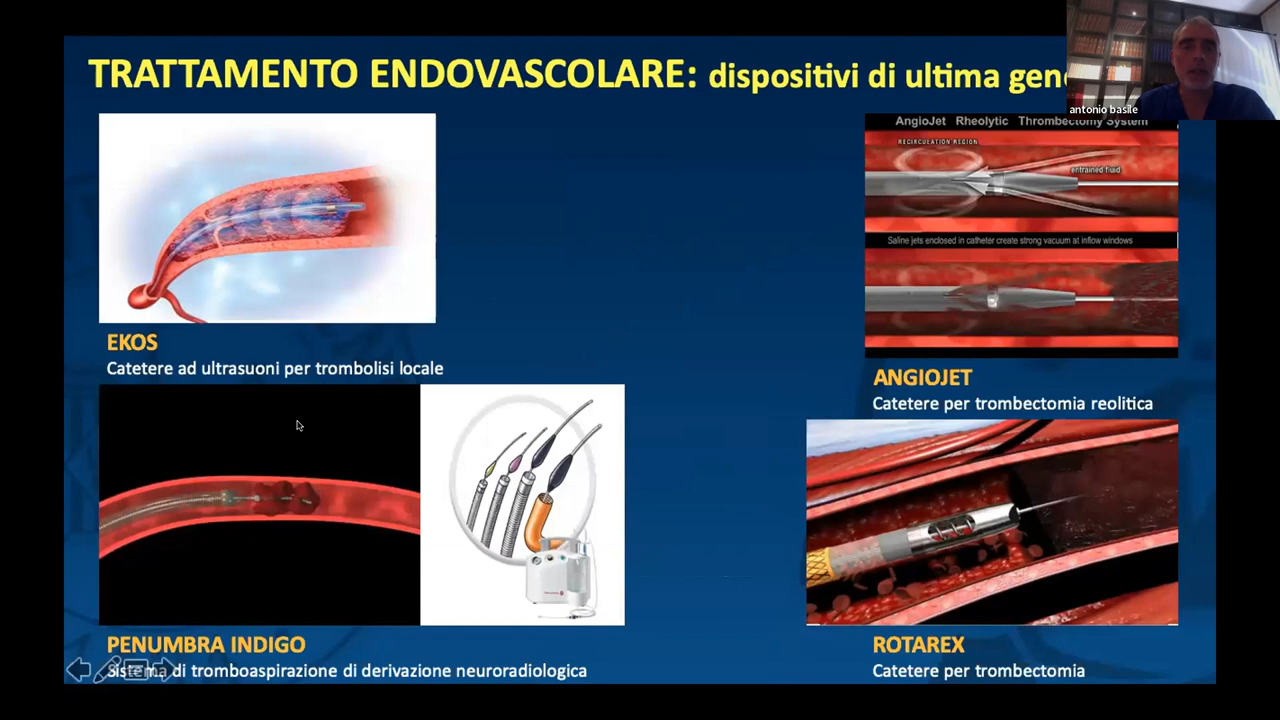 TRATTAMENTO ENDOVASCOLARE: dispositivi di ultima gene
antonio basile
AngioJet Rheolytic Thrombectomy System
RECIRCULATION REGION
entrained fluid
Saline jets enclosed in catheter create strong vacuum at inflow windows
EKOS
Catetere ad ultrasuoni per trombolisi locale
ANGIOJET
Catetere per trombectomia reolitica
PENUMBRA INDIGO
Sistema di tromboaspirazione di derivazione neuroradiologica
ROTAREX
Catetere per trombectomia